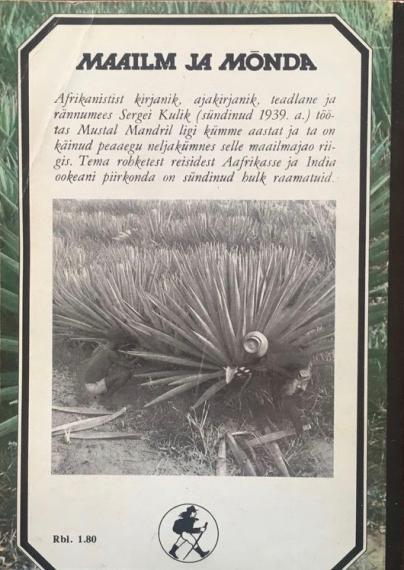 MAAILM JA MÕNDA
Afrikanistist kirjanik, ajakirjanik, teadlane ja
rännumees Sergei Kulik (sündinud 1939. a.) töö-
tas Mustal Mandril ligi kümme aastat ja ta on
käinud peaaegu neljakümnes selle maailmajao rii-
gis. Tema rohketest reisidest Aafrikasse ja India
ookeani piirkonda on sündinud hulk raamatuid.
Rbl. 1.80